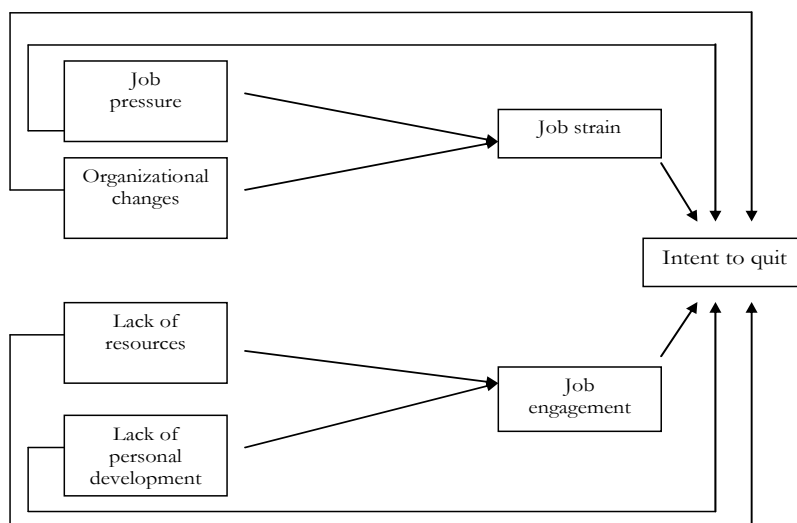 Job
pressure
Job strain
Organizational
changes
Intent to quit
Lack of
resources
Job
engagement
Lack of
personal
development